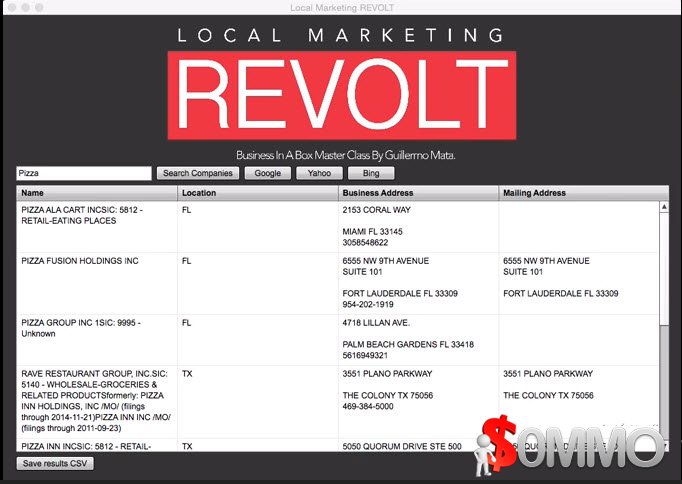 Local Marketing REVOLT
LOCAL MARKETING
REVOLT
Business In A Box Master Class By Guillermo Mata.
Pizza Search Companies Google Yahoo Bing
Name Location Business Address Mailing Address
PIZZA ALA CART INCSIC: 5812 - FL 2153 CORAL WAY
RETAIL-EATING PLACES
MIAMI FL 33145
3058548622
PIZZA FUSION HOLDINGS INC FL 6555 NW 9TH AVENUE 6555 NW 9TH AVENUE
SUITE 101 SUITE 101
FORT LAUDERDALE FL 33309 FORT LAUDERDALE FL 33309
954-202-1919
PIZZA GROUP INC 1SIC: 9995 - FL 4718 LILLAN AVE.
Unknown
PALM BEACH GARDENS FL 33418
5616949321
RAVE RESTAURANT GROUP, INC.SIC: TX 3551 PLANO PARKWAY 3551 PLANO PARKWAY
5140 - WHOLESALE-GROCERIES &
RELATED PRODUCTSformerly: PIZZA THE COLONY TX 75056 THE COLONY TX 75056
INN HOLDINGS, INC /MO/ (filings 469-384-5000
through 2014-11-21)PIZZA INN INC /MO/
(filings through 2011-09-23)
PIZZA INN INCSIC: 5812 - RETAIL- TX 5050 QUORUM DRIVE STE 500 QUORUM DR
Save results CSV
$OMMO